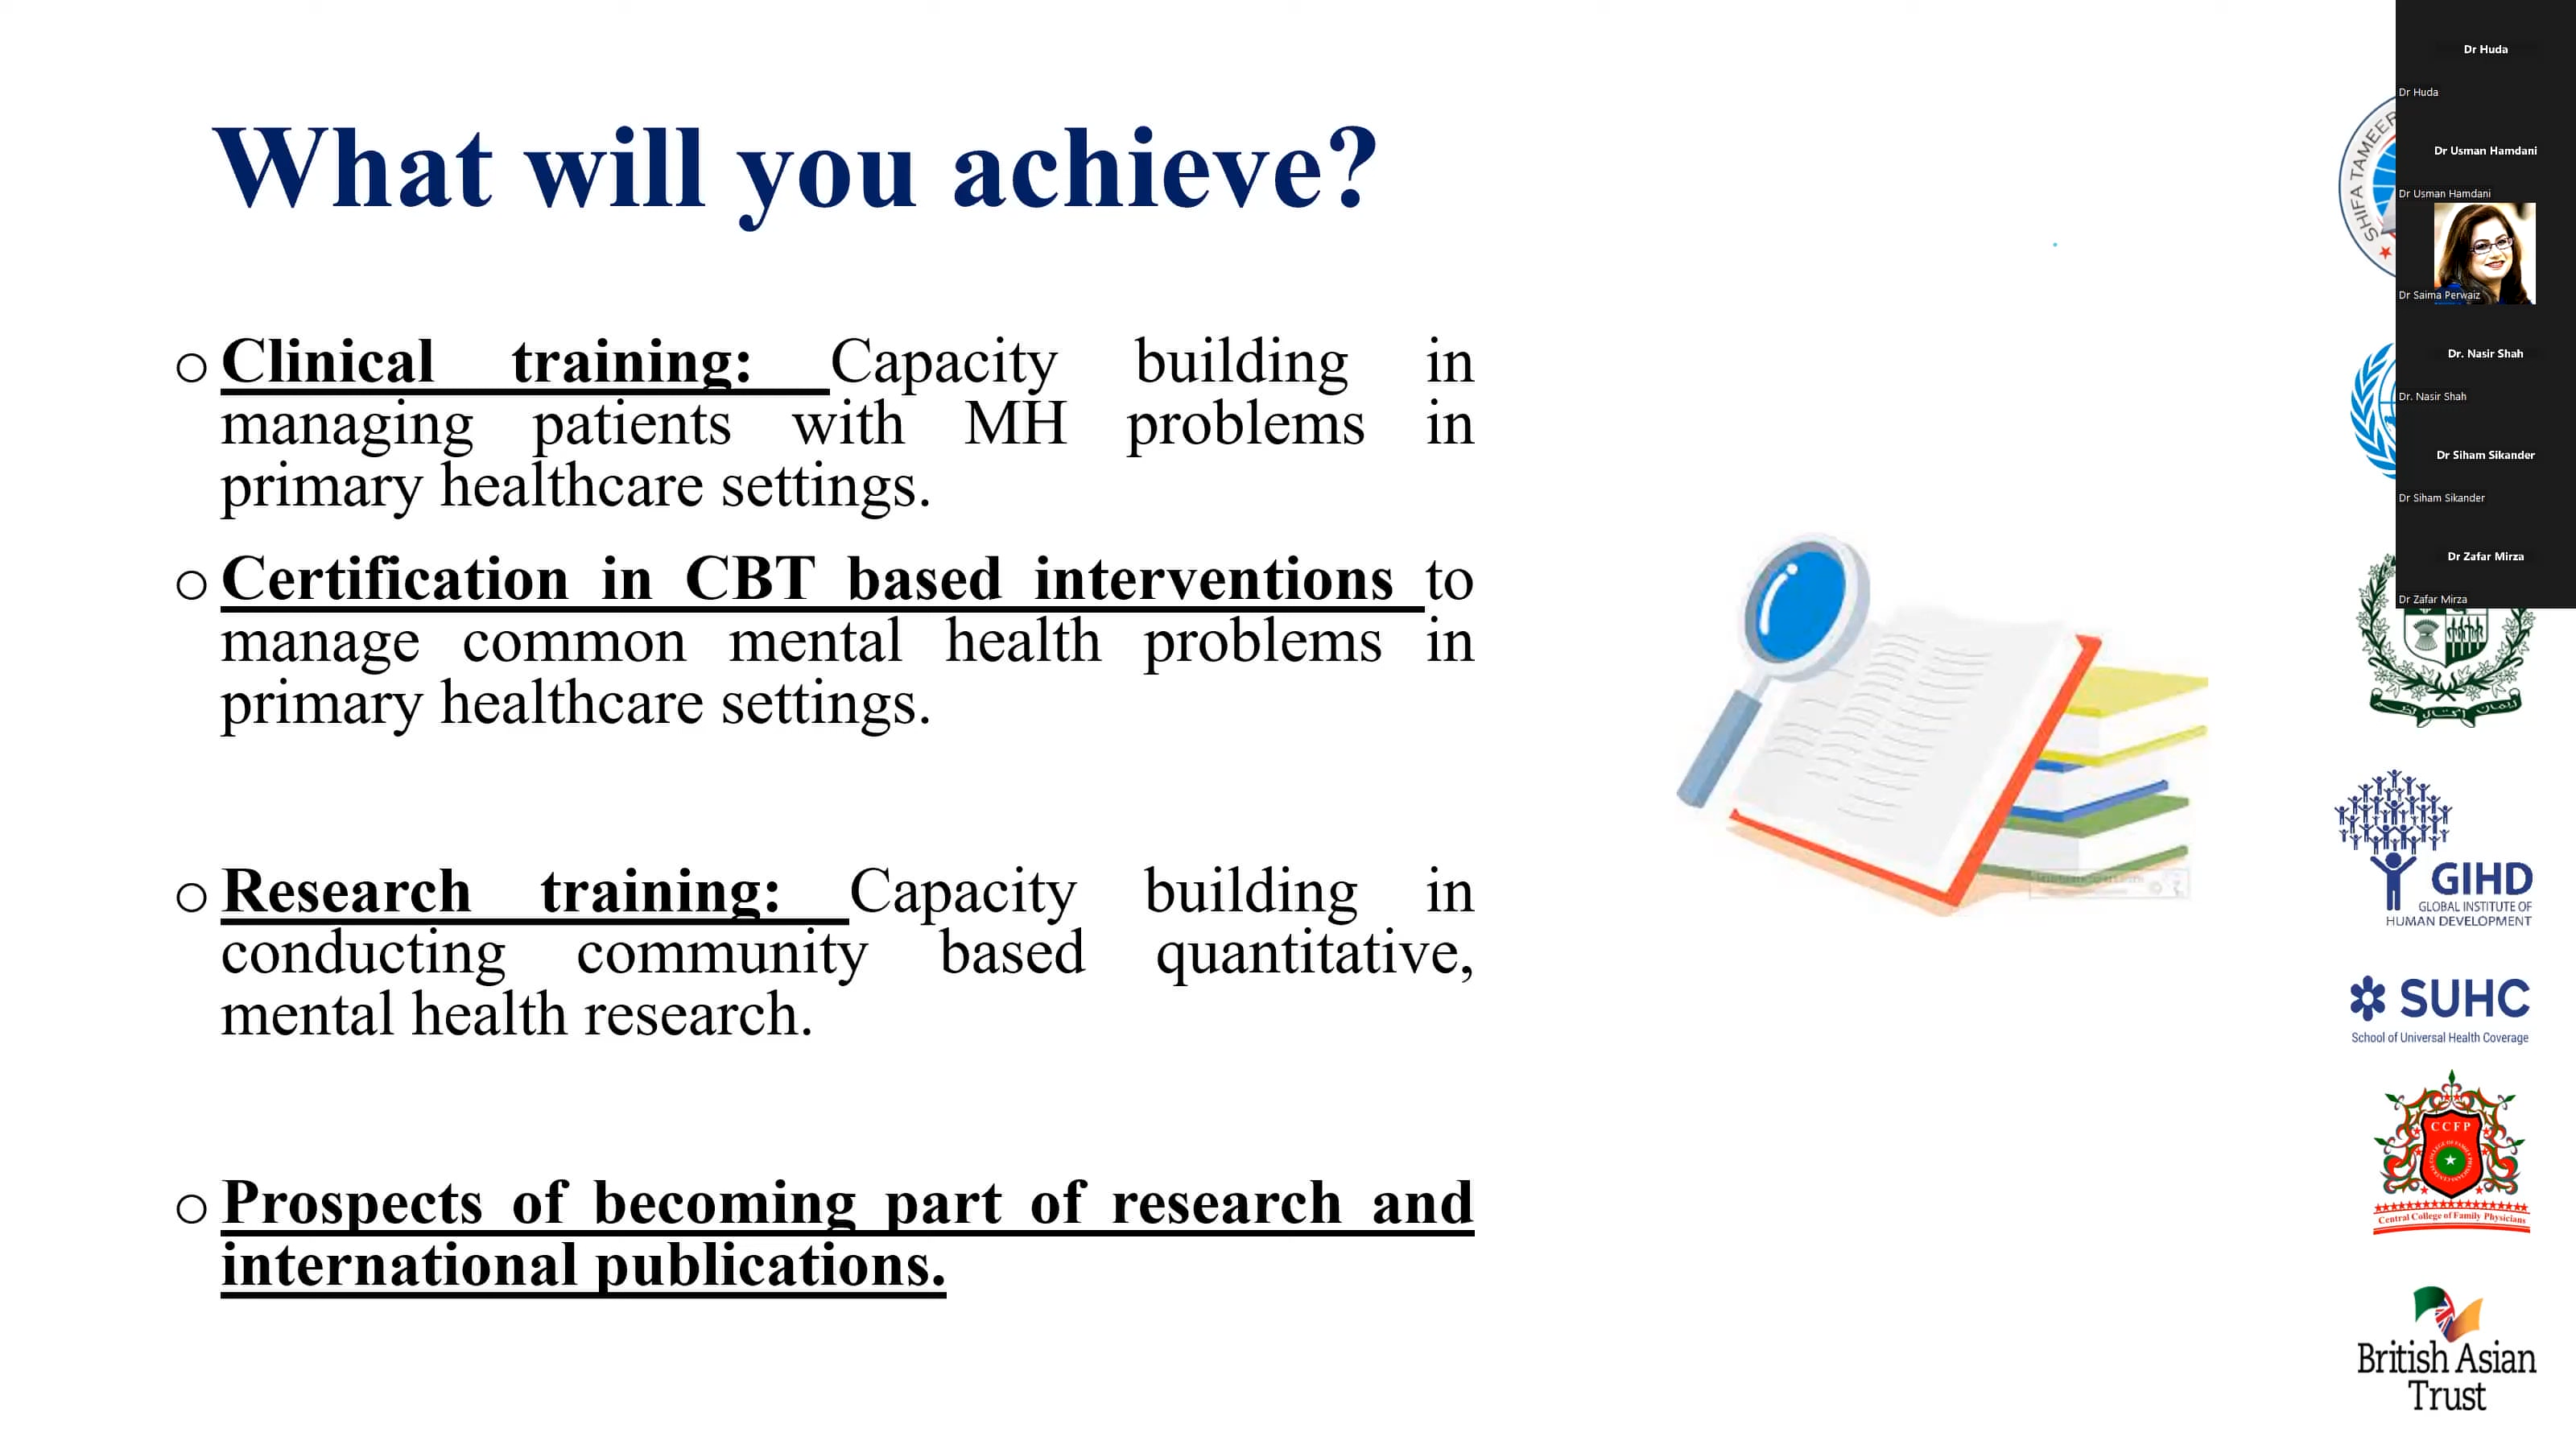 What will you achieve?
o Clinical training: Capacity building in
managing patients with MH problems in
primary healthcare settings.
o Certification in CBT based interventions to
manage common mental health problems in
primary healthcare settings.
o Research training: Capacity building in
conducting community based quantitative,
mental health research.
o Prospects of becoming part of research and
international publications.
Dr Huda
Dr Huda
Dr Usman Hamdani
Dr Usman Hamdani
Dr Saima Perwaiz
Dr. Nasir Shah
Dr. Nasir Shah
Dr Siham Sikander
Dr Siham Sikander
Dr Zafar Mirza
Dr Zafar Mirza
SHIFA TAMEER
GIHD
GLOBAL INSTITUTE OF
HUMAN DEVELOPMENT
SUHC
School of Universal Health Coverage
CCFP
Central College of Family Physicians
British Asian
Trust